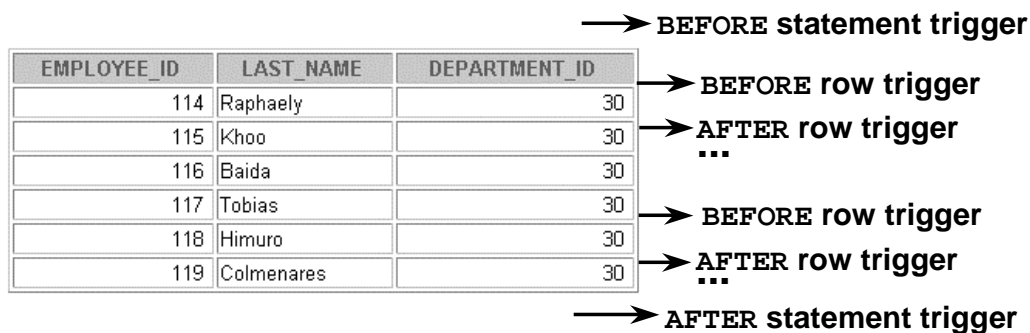 BEFORE statement trigger
EMPLOYEE_ID LAST_NAME DEPARTMENT_ID
BEFORE row trigger
114 Raphaely 30
AFTER row trigger
115 Khoo 30
...
116 Baida 30
117 Tobias 30
BEFORE row trigger
118 Himuro 30
AFTER row trigger
119 Colmenares 30
...
AFTER statement trigger